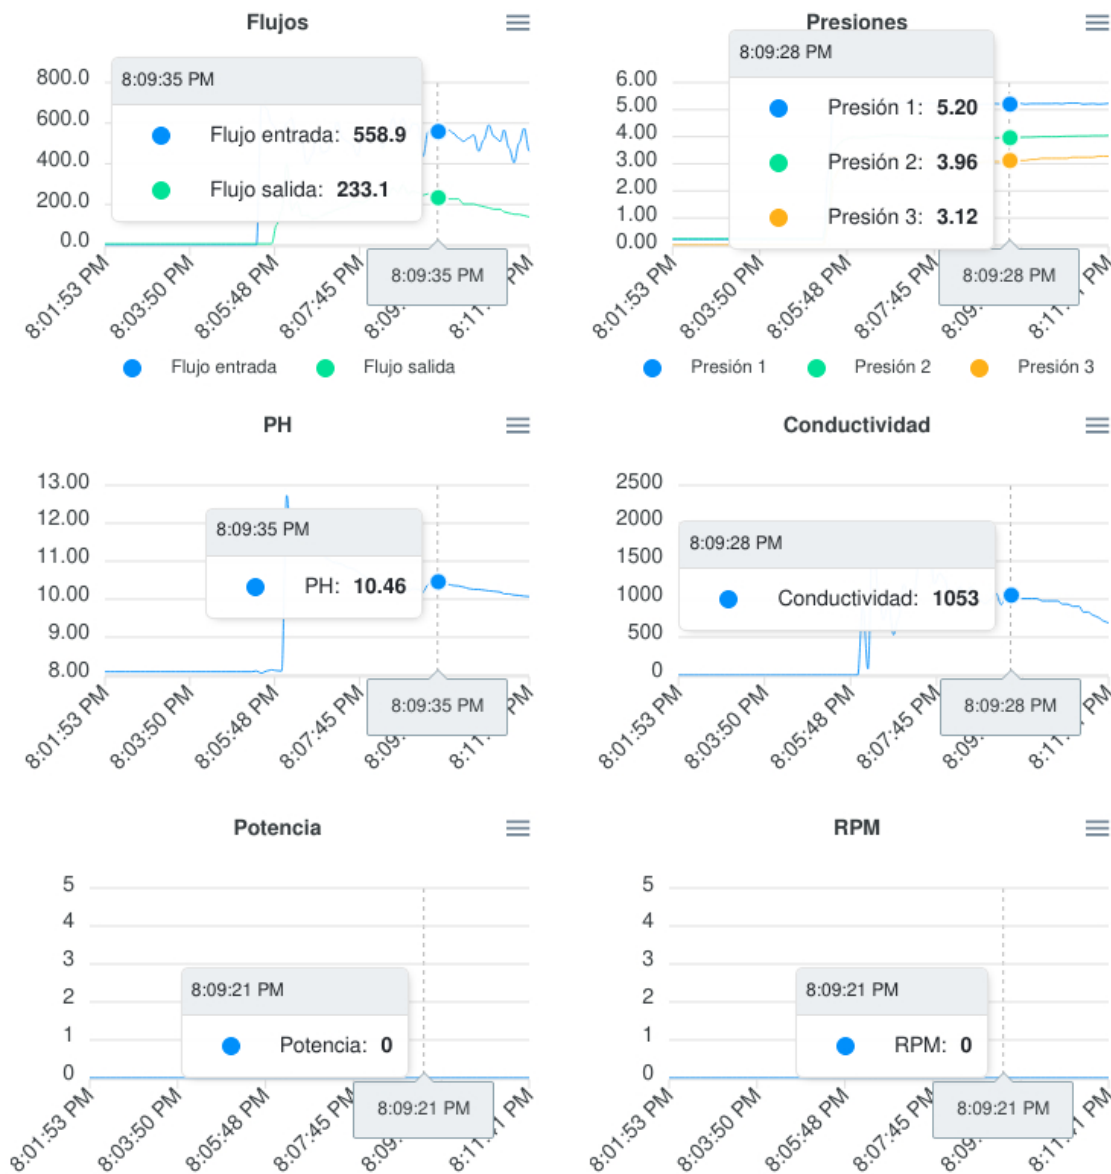 Flujos
8:09:35 PM
Flujo entrada: 558.9
Flujo salida: 233.1
800.0
600.0
400.0
200.0
0.0
8:01:53 PM
8:03:50 PM
8:05:48 PM
8:07:45 PM
8:09:35 PM
Flujo entrada
Flujo salida
Presiones
8:09:28 PM
Presión 1: 5.20
Presión 2: 3.96
Presión 3: 3.12
6.00
5.00
4.00
3.00
2.00
1.00
0.00
8:01:53 PM
8:03:50 PM
8:05:48 PM
8:07:45 PM
8:09:28 PM
Presión 1
Presión 2
Presión 3
PH
13.00
12.00
11.00
10.00
9.00
8.00
8:09:35 PM
PH: 10.46
8:01:53 PM
8:03:50 PM
8:05:48 PM
8:07:45 PM
8:09:35 PM
Conductividad
2500
2000
1500
1000
500
0
8:09:28 PM
Conductividad: 1053
8:01:53 PM
8:03:50 PM
8:05:48 PM
8:07:45 PM
8:09:28 PM
Potencia
5
4
3
2
1
0
8:09:21 PM
Potencia: 0
8:01:53 PM
8:03:50 PM
8:05:48 PM
8:07:45 PM
8:09:21 PM
RPM
5
4
3
2
1
0
8:09:21 PM
RPM: 0
8:01:53 PM
8:03:50 PM
8:05:48 PM
8:07:45 PM
8:09:21 PM